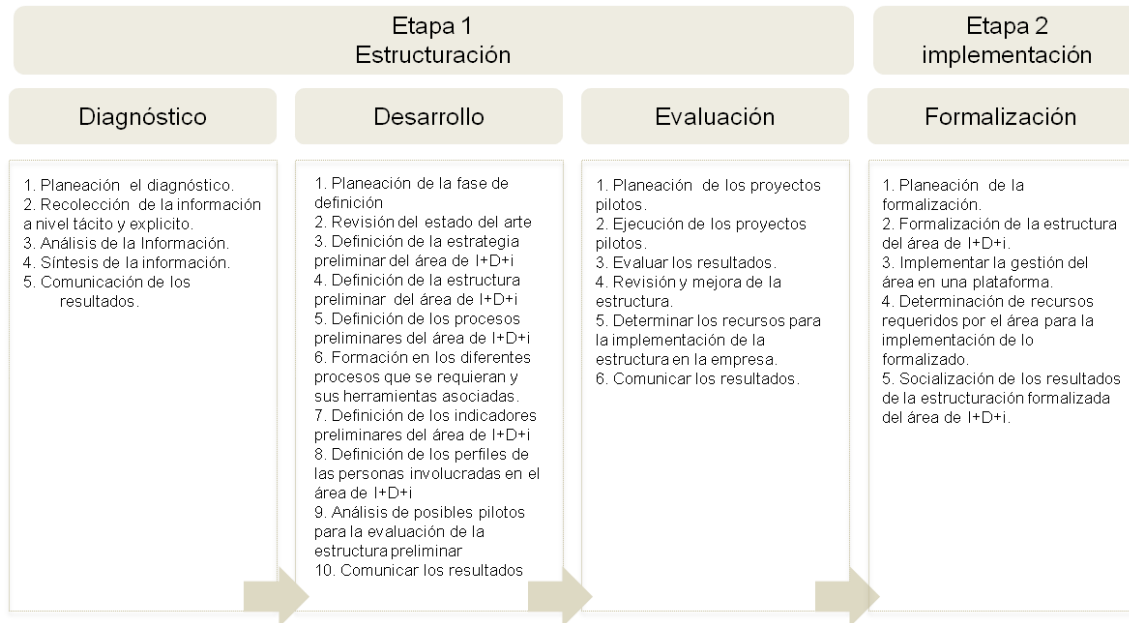 Etapa 1
Estructuración
Etapa 2
implementación
Diagnóstico
Desarrollo
Evaluación
Formalización
1. Planeación el diagnóstico.
2. Recolección de la información
a nivel tácito y explicito.
3. Análisis de la Información.
4. Síntesis de la información.
5. Comunicación de los
resultados.
1. Planeación de la fase de
definición
2. Revisión del estado del arte
3. Definición de la estrategia
preliminar del área de I+D+i
4. Definición de la estructura
preliminar del área de I+D+i
5. Definición de los procesos
preliminares del área de I+D+i
6. Formación en los diferentes
procesos que se requieran y
sus herramientas asociadas.
7. Definición de los indicadores
preliminares del área de I+D+i
8. Definición de los perfiles de
las personas involucradas en el
área de I+D+i
9. Análisis de posibles pilotos
para la evaluación de la
estructura preliminar
10. Comunicar los resultados
1. Planeación de los proyectos
pilotos.
2. Ejecución de los proyectos
pilotos.
3. Evaluar los resultados.
4. Revisión y mejora de la
estructura.
5. Determinar los recursos para
la implementación de la
estructura en la empresa.
6. Comunicar los resultados.
1. Planeación de la
formalización.
2. Formalización de la estructura
del área de I+D+i.
3. Implementar la gestión del
área en una plataforma.
4. Determinación de recursos
requeridos por el área para la
implementación de lo
formalizado.
5. Socialización de los resultados
de la estructuración formalizada
del área de I+D+i.